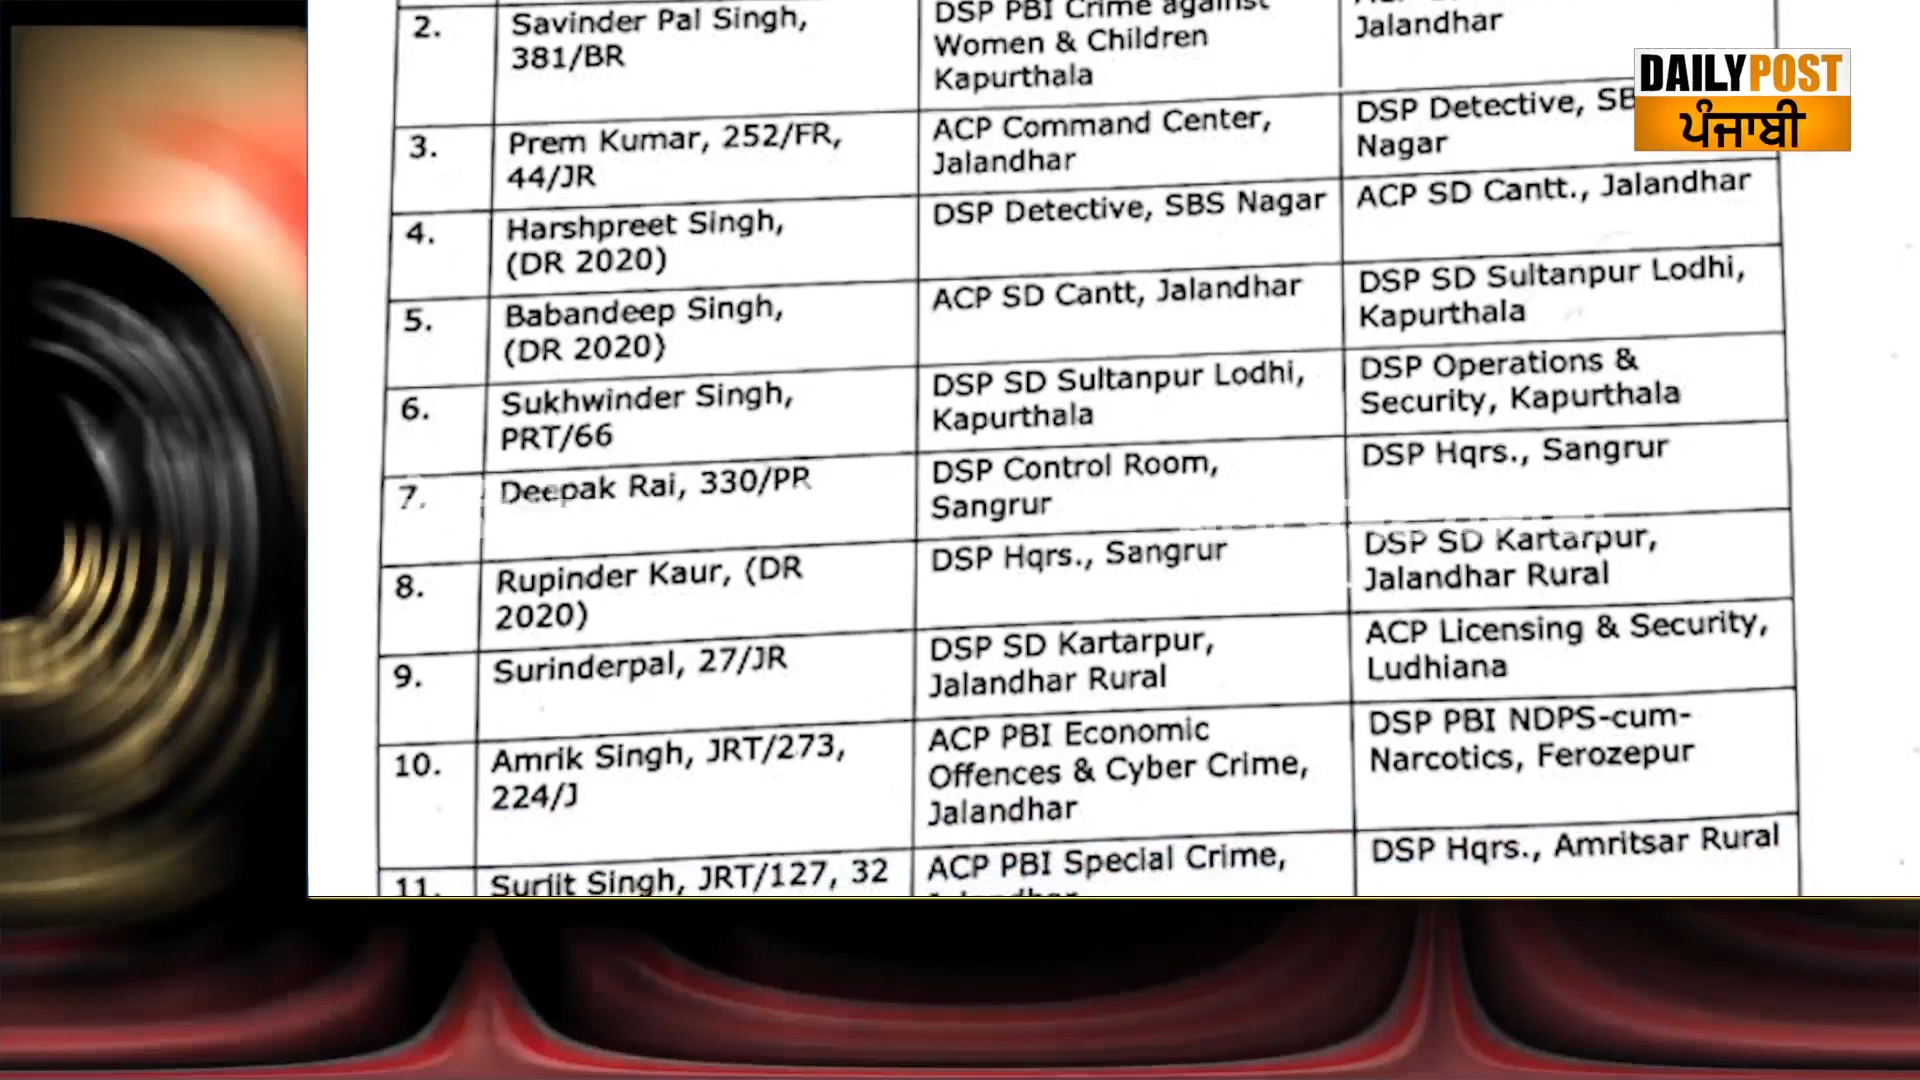 2.
Savinder Pal Singh,
381/BR
DSP PBI Crime against
Women & Children
Kapurthala
Jalandhar
DAILYPOST
ਪੰਜਾਬੀ
3.
Prem Kumar, 252/FR,
44/JR
ACP Command Center,
Jalandhar
DSP Detective,
Nagar
4.
Harshpreet Singh,
(DR 2020)
DSP Detective, SBS Nagar
ACP SD Cantt., Jalandhar
5.
Babandeep Singh,
(DR 2020)
ACP SD Cantt, Jalandhar
DSP SD Sultanpur Lodhi,
Kapurthala
6.
Sukhwinder Singh,
PRT/66
DSP SD Sultanpur Lodhi,
Kapurthala
DSP Operations &
Security, Kapurthala
7.
Deepak Rai, 330/PR
DSP Control Room,
Sangrur
DSP Hqrs., Sangrur
8.
Rupinder Kaur, (DR
2020)
DSP Hqrs., Sangrur
DSP SD Kartarpur,
Jalandhar Rural
9.
Surinderpal, 27/JR
DSP SD Kartarpur,
Jalandhar Rural
ACP Licensing & Security,
Ludhiana
10.
Amrik Singh, JRT/273,
224/J
ACP PBI Economic
Offences & Cyber Crime,
Jalandhar
DSP PBI NDPS-cum-
Narcotics, Ferozepur
11.
Surjit Singh, JRT/127, 32
ACP PBI Special Crime,
DSP Hqrs., Amritsar Rural